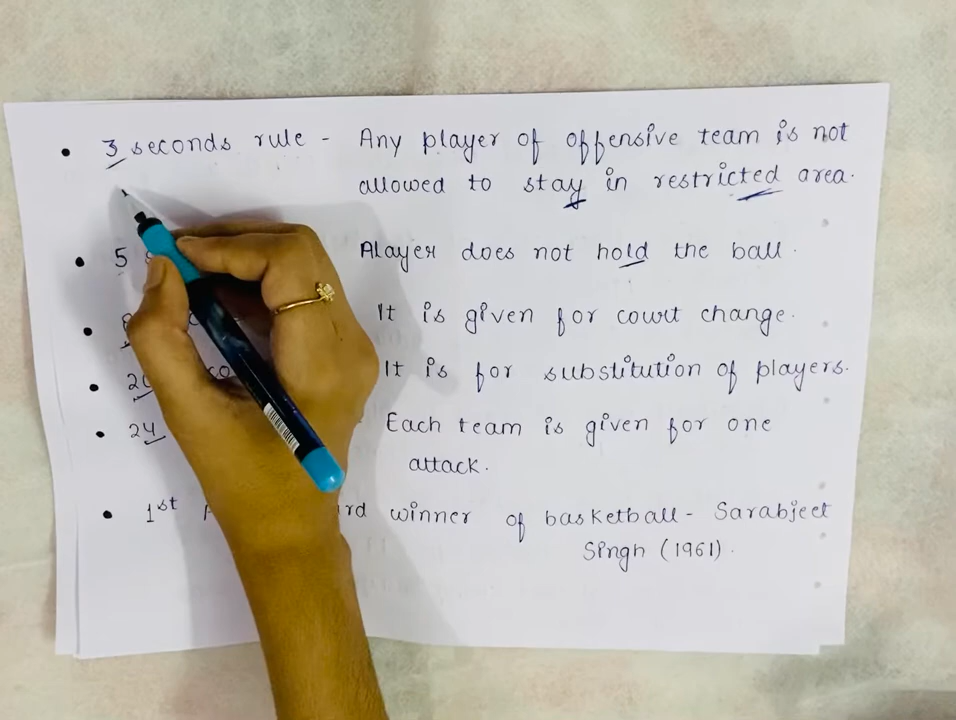 3 seconds rule - Any player of offensive team is not
allowed to stay in restricted area.
5 Alayer does not hold the ball.
It is given for court change.
It is for substitution of players.
24 - Each team is given for one
attack.
1st winner of basketball - Sarabjeet
Singh (1961).